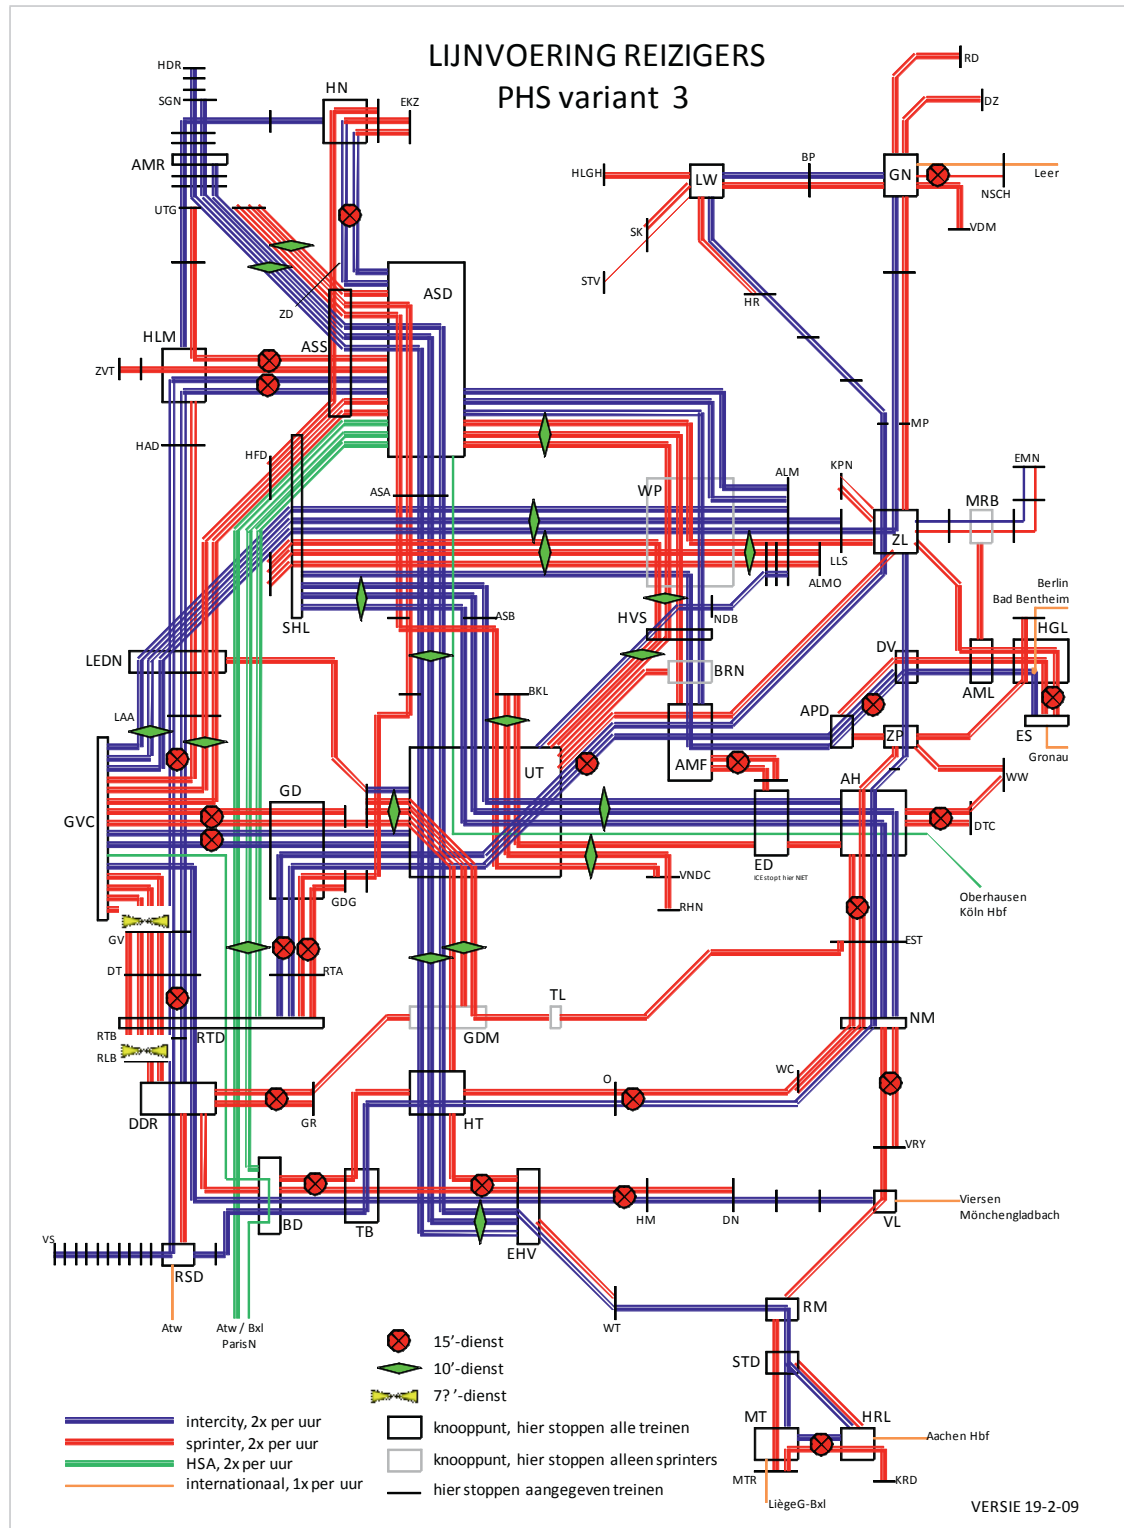 LIJNVOERING REIZIGERS
PHS variant 3
HDR
SGN
HN
EKZ
RD
DZ
AMR
HLGH
LW
BP
GN
Leer
NSCH
UTG
SK
VDM
STV
ZD
ASD
HR
HLM
ASS
ZVT
MP
HAD
HFD
ASA
WP
ALM
KPN
EMN
MRB
ZL
LLS
ALMO
Berlin
Bad Bentheim
SHL
ASB
HVS
NDB
HGL
LEDN
BRN
DV
AML
LAA
BKL
APD
ZP
ES
Gronau
UT
AMF
GVC
GD
AH
WW
DTC
ED
ICE stopt hier NIET
GDG
VNDC
RHN
Oberhausen
Köln Hbf
GV
EST
DT
RTA
TL
RTB
RTD
GDM
NM
RLB
WC
O
DDR
GR
HT
VRY
BD
TB
HM
DN
VL
Viersen
Mönchengladbach
VS
RSD
EHV
RM
Atw
Atw / Bxl
Paris N
WT
STD
15'-dienst
10'-dienst
7? '-dienst
MT
HRL
Aachen Hbf
MTR
KRD
LiègeG-Bxl
intercity, 2x per uur
sprinter, 2x per uur
HSA, 2x per uur
internationaal, 1x per uur
knooppunt, hier stoppen alle treinen
knooppunt, hier stoppen alleen sprinters
hier stoppen aangegeven treinen
VERSIE 19-2-09